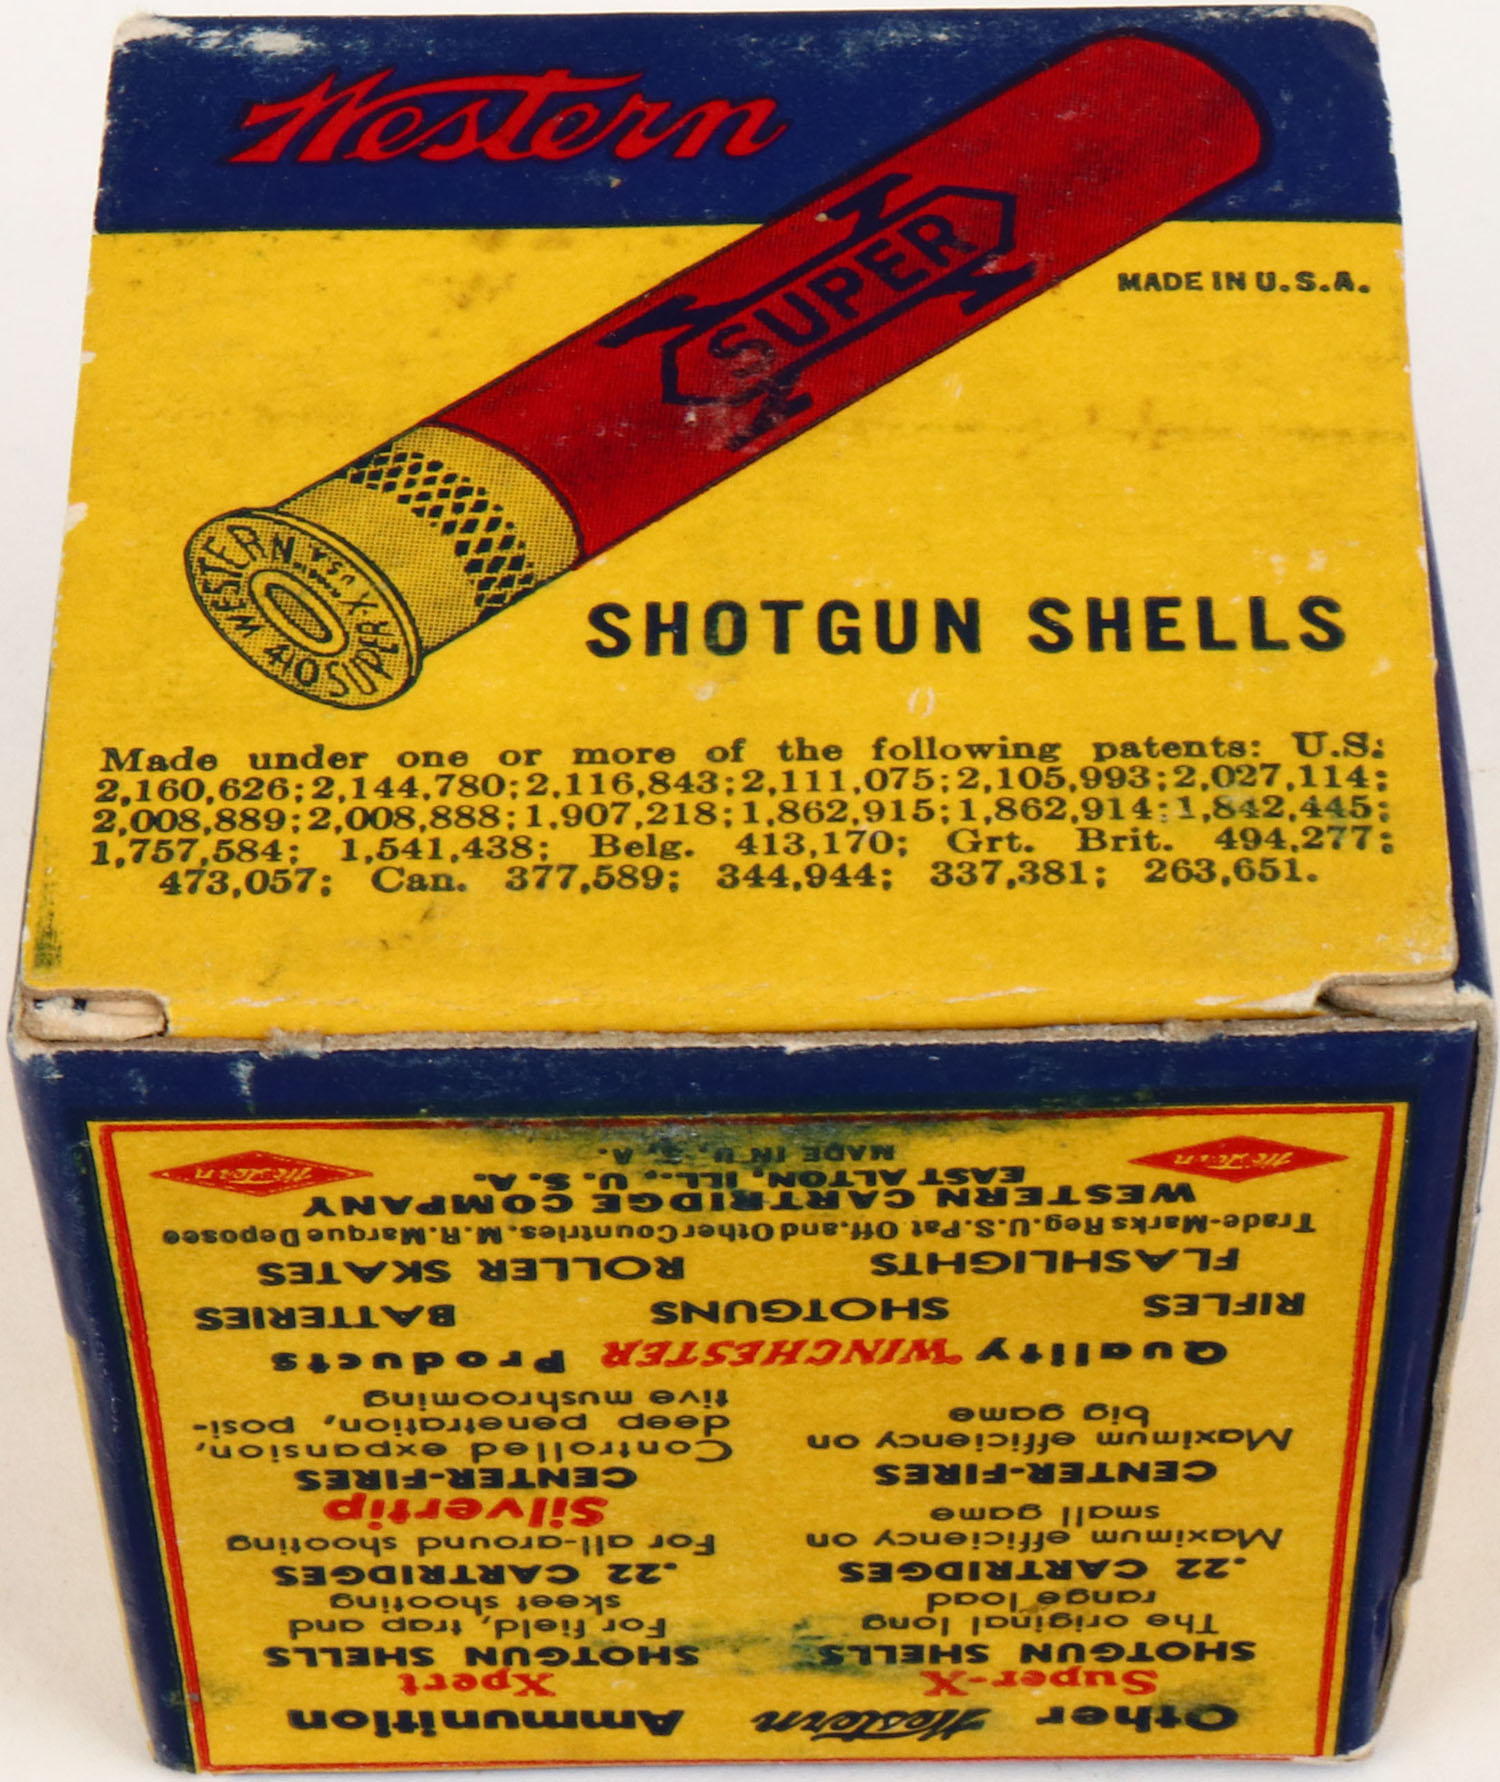 Western
SUPER
X
MADE IN U.S.A.
WESTERN
MADE IN U.S.A.
410 SUPER-X
SHOTGUN SHELLS
Made under one or more of the following patents: U.S:
2,160,626; 2,144,780; 2,116,843; 2,111,075; 2,105,993; 2,027,114;
2,008,889; 2,008,888; 1,907,218; 1,862,915; 1,862,914; 1,842,445;
1,757,584; 1,541,438; Belg. 413,170; Grt. Brit. 494,277;
473,057; Can. 377,589; 344,944; 337,381; 263,651.
Other Western Ammunition
Super-X
SHOTGUN SHELLS
The original long
range load
.22 CARTRIDGES
Maximum efficiency on
small game
CENTER-FIRES
Maximum efficiency on
big game
Xpert
SHOTGUN SHELLS
For field, trap and
skeet shooting
.22 CARTRIDGES
For all-around shooting
Silvertip
CENTER-FIRES
Controlled expansion,
deep penetration, posi-
tive mushrooming
Quality WINCHESTER Products
RIFLES SHOTGUNS BATTERIES
FLASHLIGHTS ROLLER SKATES
Trade-Marks Reg. U.S. Pat Off. and Other Countries. M.R. Marque Deposee
WESTERN CARTRIDGE COMPANY
EAST ALTON, ILL., U. S. A.
MADE IN U. S. A.
Western
Western